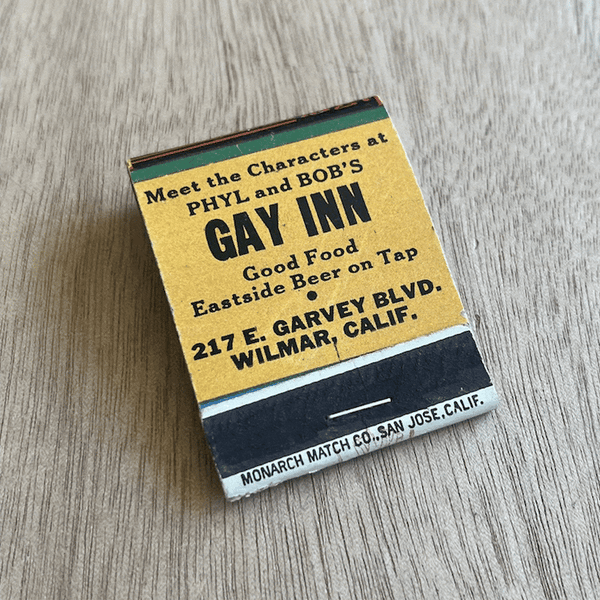 Meet the Characters at
PHYL and BOB'S
GAY INN
Good Food
Eastside Beer on Tap
•
217 E. GARVEY BLVD.
WILMAR, CALIF.
MONARCH MATCH CO., SAN JOSE, CALIF.